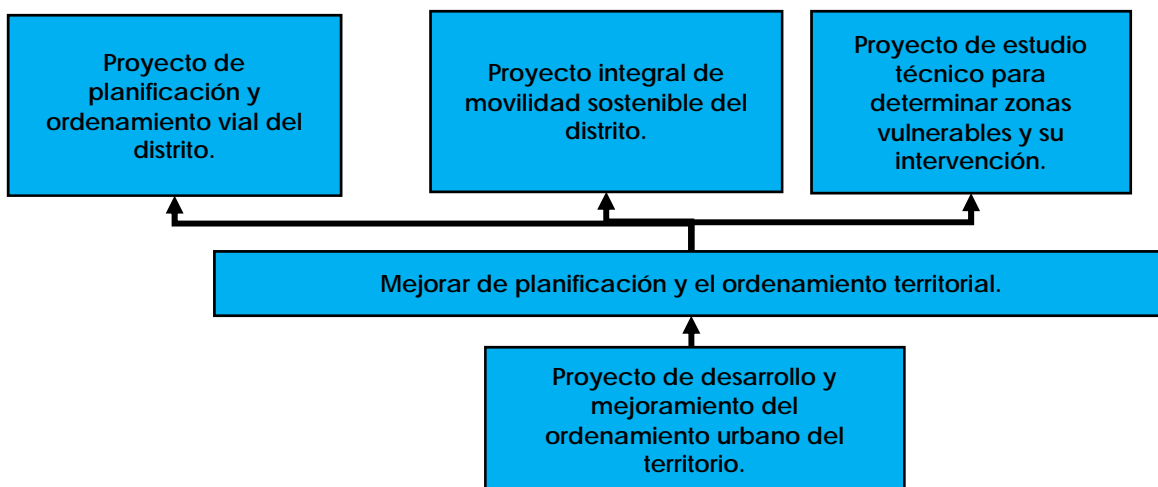 Proyecto de
planificación y
ordenamiento vial del
distrito.
Proyecto integral de
movilidad sostenible del
distrito.
Proyecto de estudio
técnico para
determinar zonas
vulnerables y su
intervención.
Mejorar de planificación y el ordenamiento territorial.
Proyecto de desarrollo y
mejoramiento del
ordenamiento urbano del
territorio.